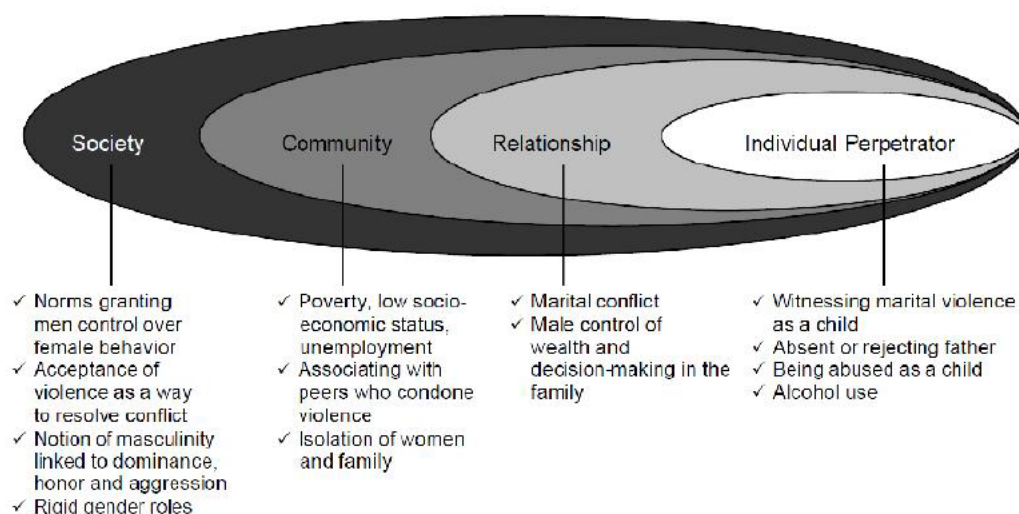 Society
Community
Relationship
Individual Perpetrator
✓ Norms granting
men control over
female behavior
✓ Acceptance of
violence as a way
to resolve conflict
✓ Notion of masculinity
linked to dominance,
honor and aggression
✓ Rigid gender roles
✓ Poverty, low socio-
economic status,
unemployment
✓ Associating with
peers who condone
violence
✓ Isolation of women
and family
✓ Marital conflict
✓ Male control of
wealth and
decision-making in the
family
✓ Witnessing marital violence
as a child
✓ Absent or rejecting father
✓ Being abused as a child
✓ Alcohol use